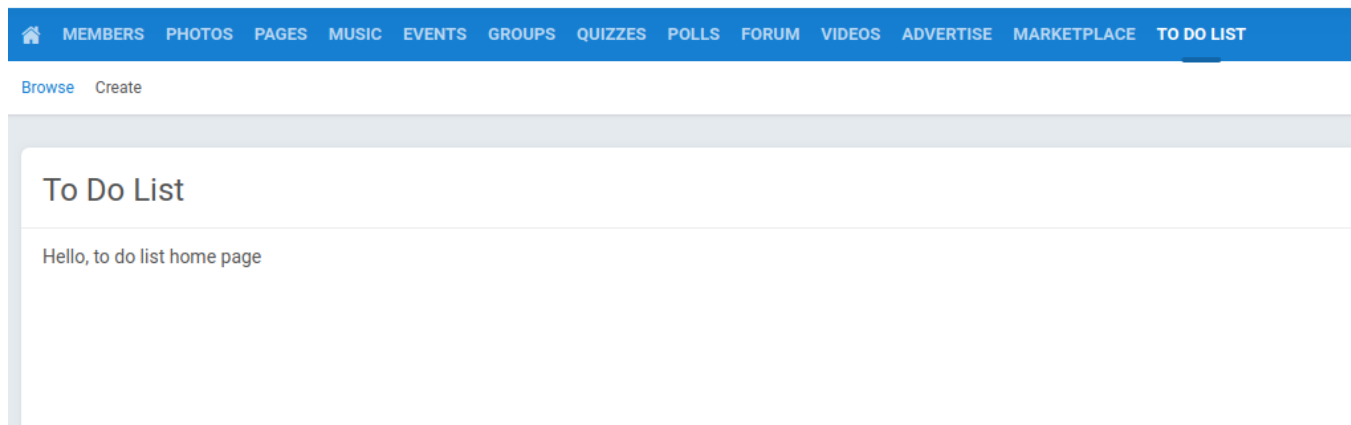 MEMBERS PHOTOS PAGES MUSIC EVENTS GROUPS QUIZZES POLLS FORUM VIDEOS ADVERTISE MARKETPLACE TO DO LIST
Browse Create
To Do List
Hello, to do list home page